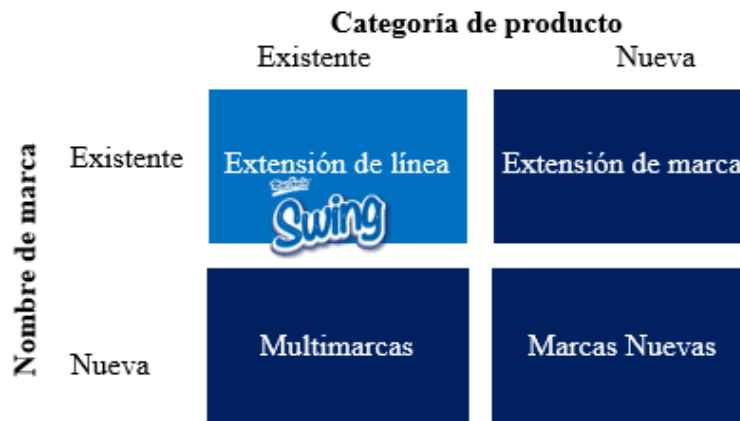 Categoría de producto
Existente Nueva
Nombre de marca
Existente
Extensión de línea
Extensión de marca
Swing
Nueva
Multimarcas
Marcas Nuevas